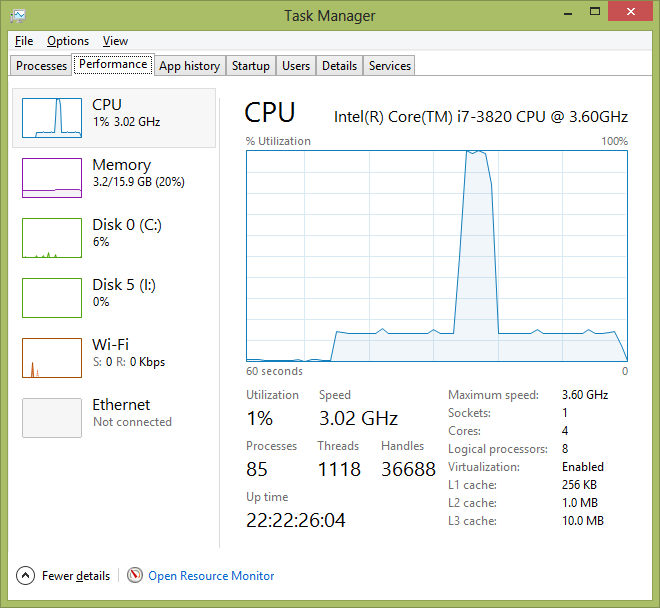 Task Manager
File Options View
Processes Performance App history Startup Users Details Services
CPU
1% 3.02 GHz
Memory
3.2/15.9 GB (20%)
Disk 0 (C:)
6%
Disk 5 (I:)
0%
Wi-Fi
S: 0 R: 0 Kbps
Ethernet
Not connected
CPU Intel(R) Core(TM) i7-3820 CPU @ 3.60GHz
% Utilization 100%
60 seconds 0
Utilization Speed
1% 3.02 GHz
Processes Threads Handles
85 1118 36688
Up time
22:22:26:04
Maximum speed: 3.60 GHz
Sockets: 1
Cores: 4
Logical processors: 8
Virtualization: Enabled
L1 cache: 256 KB
L2 cache: 1.0 MB
L3 cache: 10.0 MB
Fewer details Open Resource Monitor